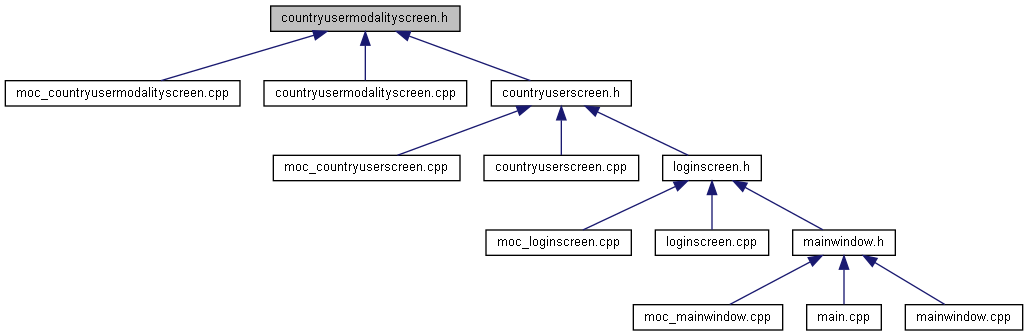 countryusermodalityscreen.h
moc_countryusermodalityscreen.cpp
countryusermodalityscreen.cpp
countryuserscreen.h
moc_countryuserscreen.cpp
countryuserscreen.cpp
loginscreen.h
moc_loginscreen.cpp
loginscreen.cpp
mainwindow.h
moc_mainwindow.cpp
main.cpp
mainwindow.cpp